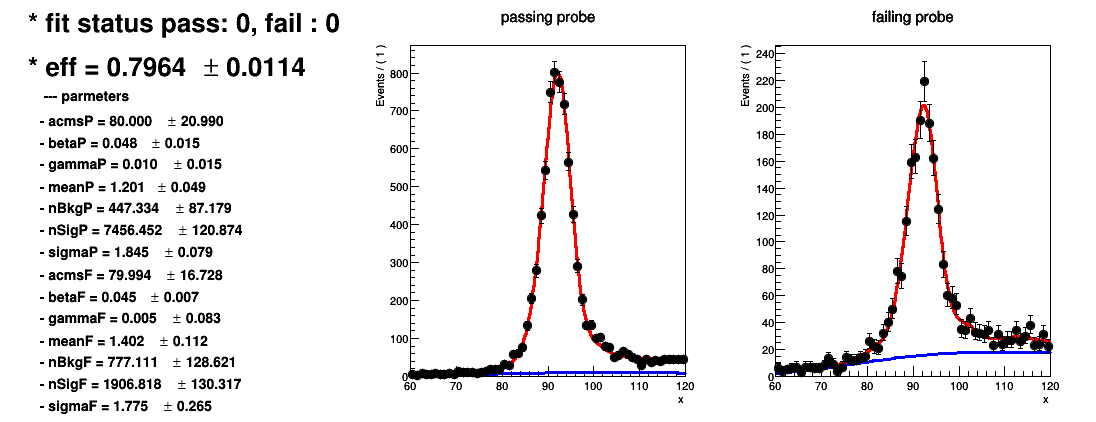 * fit status pass: 0, fail : 0
* eff = 0.7964 ± 0.0114
--- parmeters
- acmsP = 80.000 ± 20.990
- betaP = 0.048 ± 0.015
- gammaP = 0.010 ± 0.015
- meanP = 1.201 ± 0.049
- nBkgP = 447.334 ± 87.179
- nSigP = 7456.452 ± 120.874
- sigmaP = 1.845 ± 0.079
- acmsF = 79.994 ± 16.728
- betaF = 0.045 ± 0.007
- gammaF = 0.005 ± 0.083
- meanF = 1.402 ± 0.112
- nBkgF = 777.111 ± 128.621
- nSigF = 1906.818 ± 130.317
- sigmaF = 1.775 ± 0.265
passing probe
Events / ( 1 )
800
700
600
500
400
300
200
100
0
60 70 80 90 100 110 120
x
failing probe
Events / ( 1 )
240
220
200
180
160
140
120
100
80
60
40
20
0
60 70 80 90 100 110 120
x